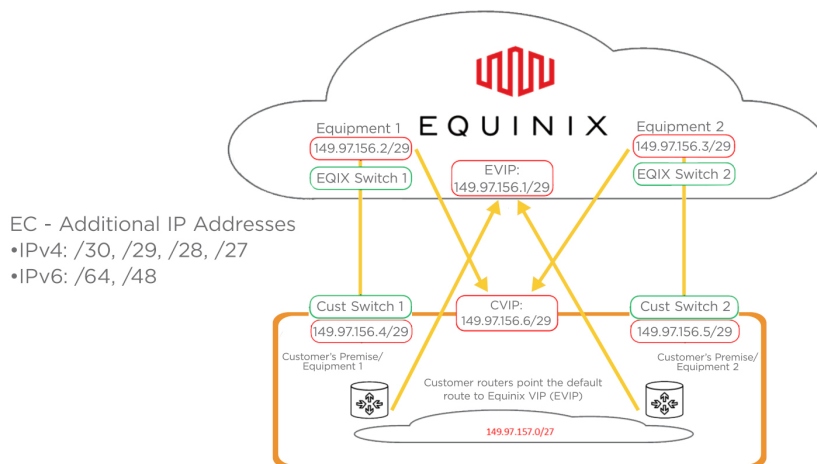 EQUINIX
Equipment 1
149.97.156.2/29
EQIX Switch 1
EVIP:
149.97.156.1/29
Equipment 2
149.97.156.3/29
EQIX Switch 2
EC - Additional IP Addresses
•IPv4: /30, /29, /28, /27
•IPv6: /64, /48
Cust Switch 1
149.97.156.4/29
CVIP:
149.97.156.6/29
Cust Switch 2
149.97.156.5/29
Customer's Premise/
Equipment 1
Customer's Premise/
Equipment 2
Customer routers point the default
route to Equinix VIP (EVIP)
149.97.157.0/27